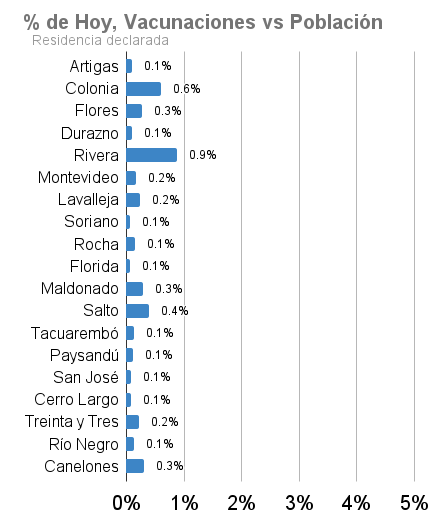 % de Hoy, Vacunaciones vs Población
Residencia declarada
Artigas 0.1%
Colonia 0.6%
Flores 0.3%
Durazno 0.1%
Rivera 0.9%
Montevideo 0.2%
Lavalleja 0.2%
Soriano 0.1%
Rocha 0.1%
Florida 0.1%
Maldonado 0.3%
Salto 0.4%
Tacuarembó 0.1%
Paysandú 0.1%
San José 0.1%
Cerro Largo 0.1%
Treinta y Tres 0.2%
Río Negro 0.1%
Canelones 0.3%
0% 1% 2% 3% 4% 5%